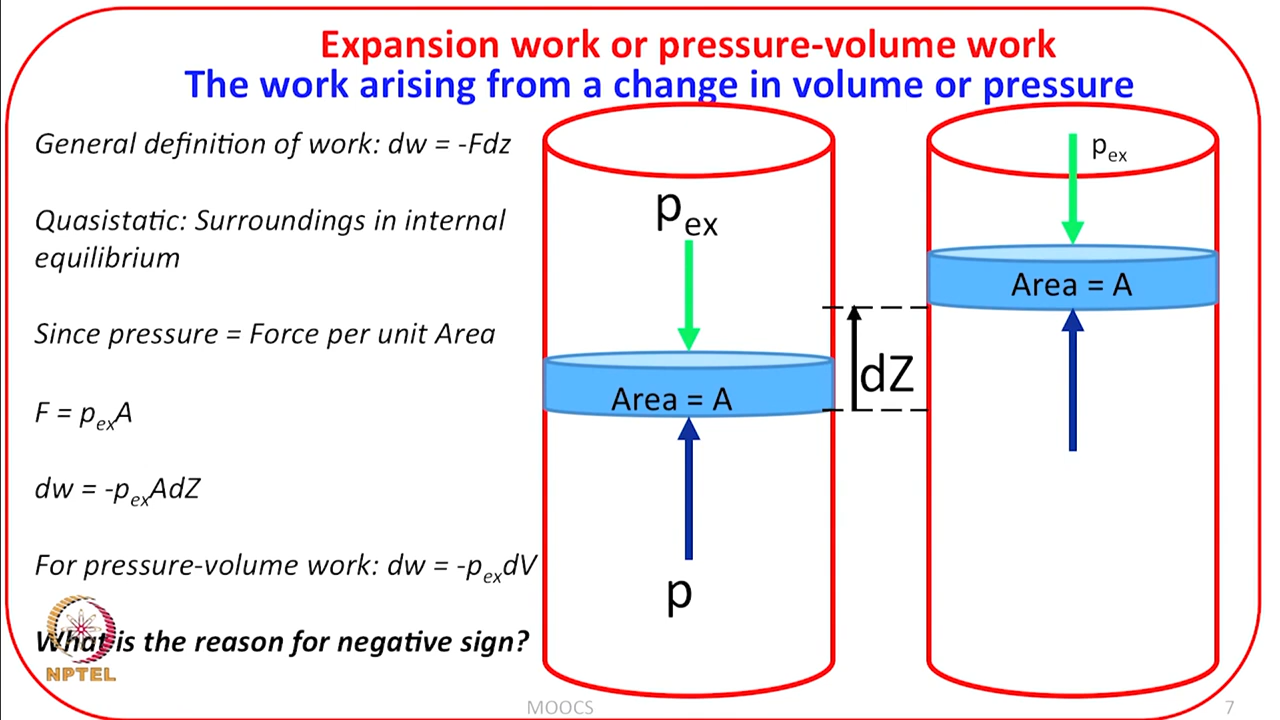 Expansion work or pressure-volume work
The work arising from a change in volume or pressure
General definition of work: dw = -Fdz
Quasistatic: Surroundings in internal
equilibrium
Since pressure = Force per unit Area
F = pexA
dw = -pexAdZ
For pressure-volume work: dw = -pexdV
What is the reason for negative sign?
NPTEL
pex
Area = A
p
dZ
pex
Area = A
MOOCS
7